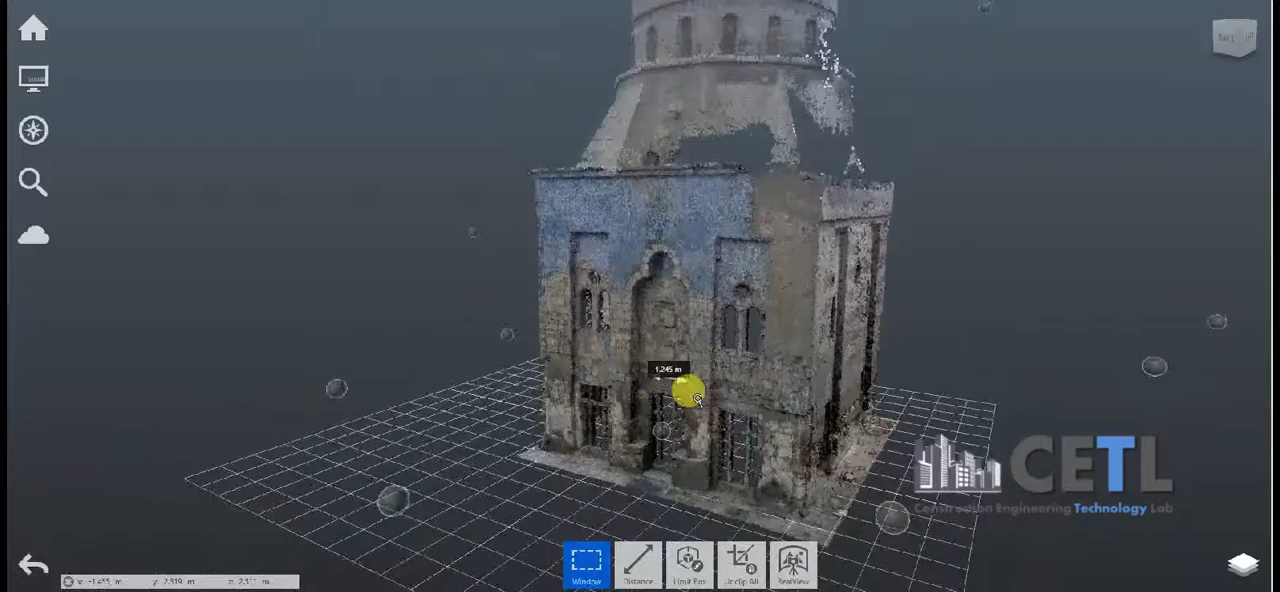 1.245 m
CETL
Construction Engineering Technology Lab
Window
Distance
Limit Box
Unclip All
RealView